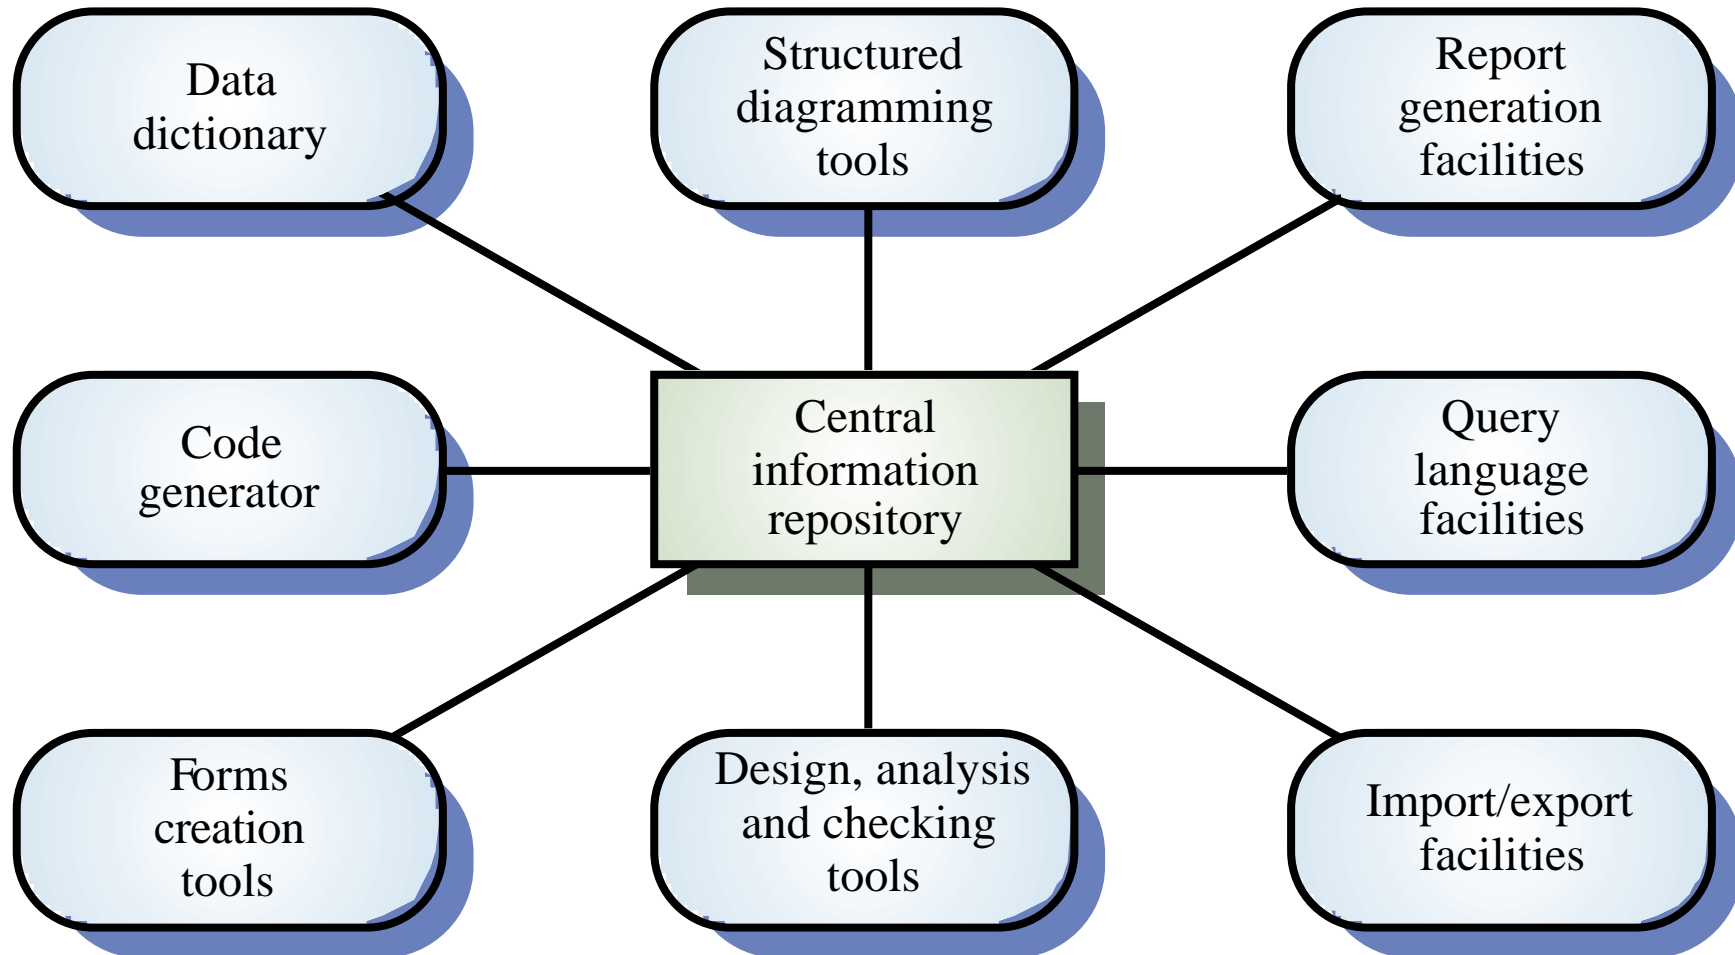 Data
dictionary
Structured
diagramming
tools
Report
generation
facilities
Code
generator
Central
information
repository
Query
language
facilities
Forms
creation
tools
Design, analysis
and checking
tools
Import/export
facilities